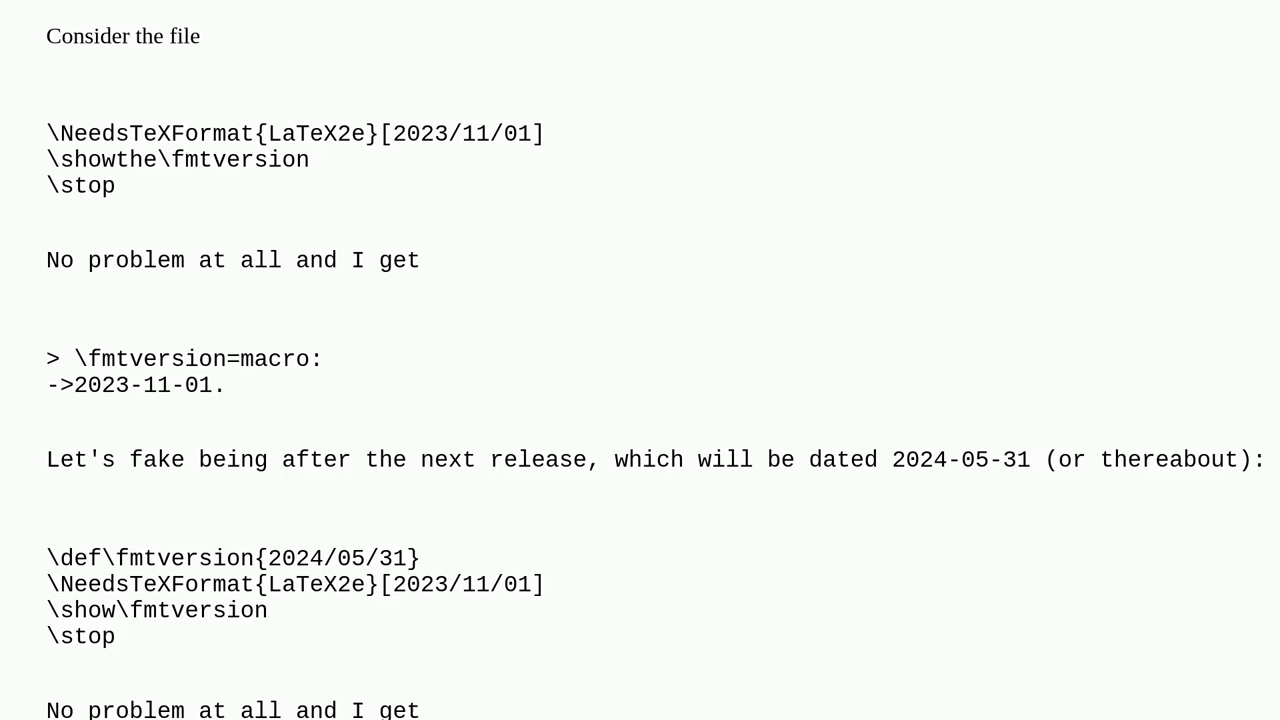 Consider the file
\NeedsTeXFormat{LaTeX2e}[2023/11/01]
\showthe\fmtversion
\stop
No problem at all and I get
> \fmtversion=macro:
->2023-11-01.
Let's fake being after the next release, which will be dated 2024-05-31 (or thereabout):
\def\fmtversion{2024/05/31}
\NeedsTeXFormat{LaTeX2e}[2023/11/01]
\show\fmtversion
\stop
No problem at all and I get